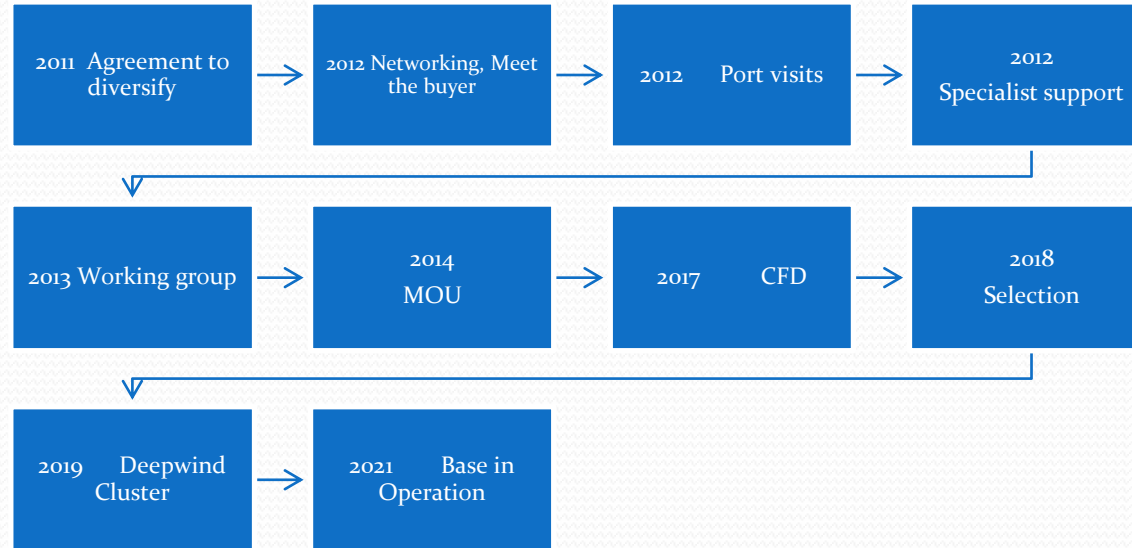 2011 Agreement to
diversify
2012 Networking, Meet
the buyer
2012 Port visits
2012
Specialist support
2013 Working group
2014
MOU
2017 CFD
2018
Selection
2019 Deepwind
Cluster
2021 Base in
Operation